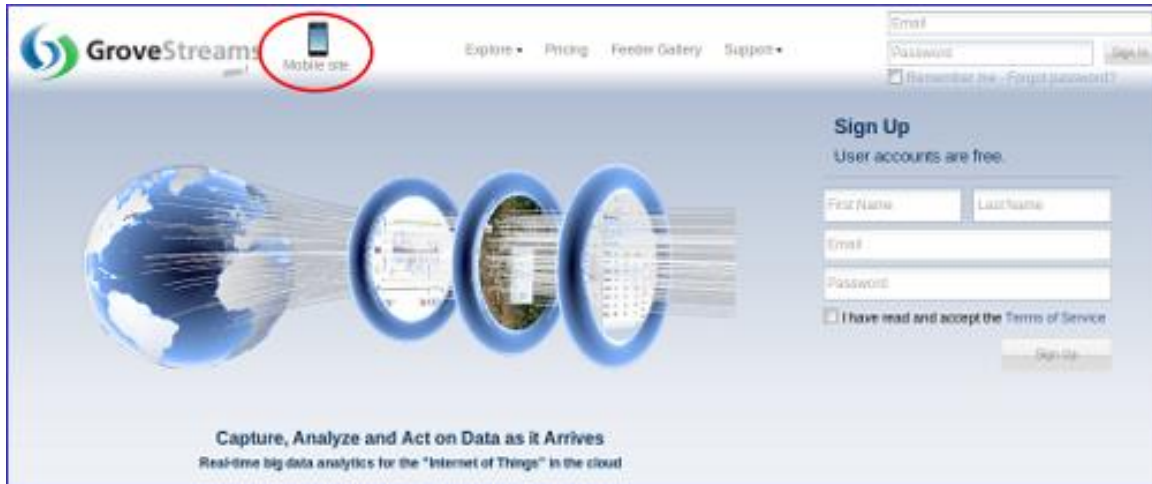 GroveStreams
Mobile site
Explore
Pricing
Feeder Gallery
Support
Email
Password
Sign In
Remember me - Forgot password?
Sign Up
User accounts are free.
First Name
Last Name
Email
Password
I have read and accept the Terms of Service
Sign Up
Capture, Analyze and Act on Data as it Arrives
Real-time big data analytics for the "Internet of Things" in the cloud